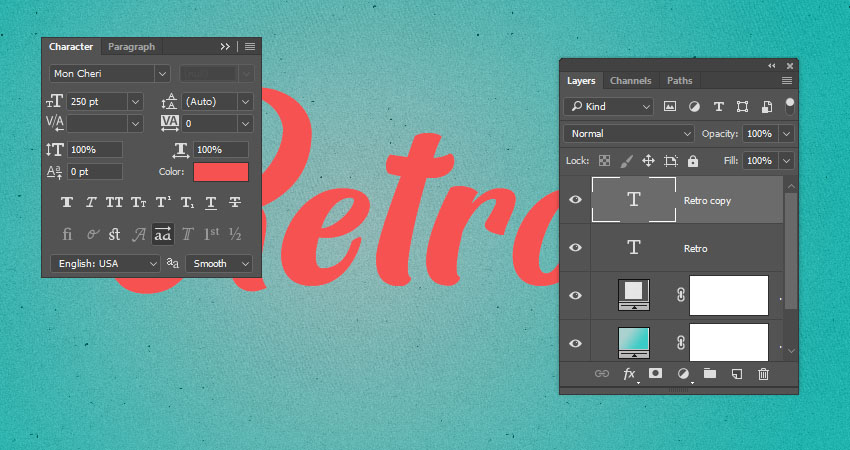 Character Paragraph
Mon Cheri
250 pt (Auto)
V/A VA 0
100% 100%
0 pt Color:
T T TT Tt T¹ T₁ T T
fi st A aa T 1st ½
English: USA aa Smooth
Retro
Layers Channels Paths
Kind
Normal Opacity: 100%
Lock: Fill: 100%
T Retro copy
T Retro
fx